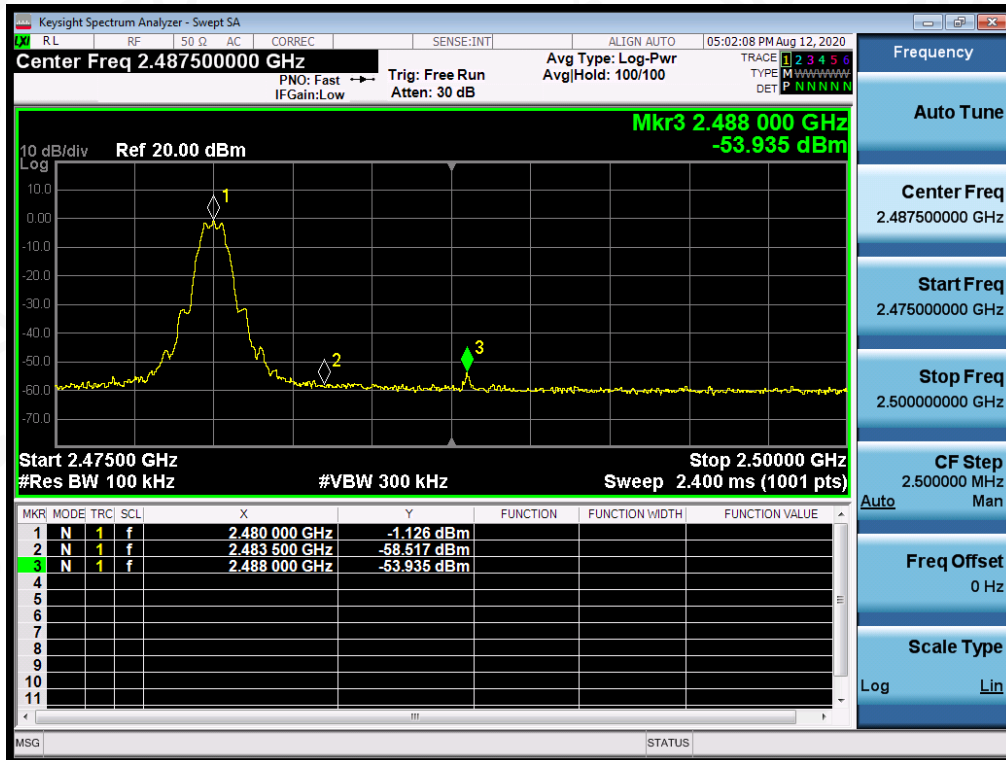 Keysight Spectrum Analyzer - Swept SA
LXI RL RF 50 Ω AC CORREC SENSE:INT ALIGN AUTO 05:02:08 PM Aug 12, 2020
Center Freq 2.487500000 GHz
PNO: Fast
IFGain:Low
Trig: Free Run
Atten: 30 dB
Avg Type: Log-Pwr
Avg|Hold: 100/100
TRACE 1 2 3 4 5 6
TYPE M WWWWW
DET P N N N N N
Mkr3 2.488 000 GHz
-53.935 dBm
10 dB/div Ref 20.00 dBm
Log
10.0
0.00
-10.0
-20.0
-30.0
-40.0
-50.0
-60.0
-70.0
1
2
3
Start 2.47500 GHz Stop 2.50000 GHz
#Res BW 100 kHz #VBW 300 kHz Sweep 2.400 ms (1001 pts)
MKR MODE TRC SCL X Y FUNCTION FUNCTION WIDTH FUNCTION VALUE
1 N 1 f 2.480 000 GHz -1.126 dBm
2 N 1 f 2.483 500 GHz -58.517 dBm
3 N 1 f 2.488 000 GHz -53.935 dBm
4
5
6
7
8
9
10
11
MSG STATUS
Frequency
Auto Tune
Center Freq
2.487500000 GHz
Start Freq
2.475000000 GHz
Stop Freq
2.500000000 GHz
CF Step
2.500000 MHz
Auto Man
Freq Offset
0 Hz
Scale Type
Log Lin